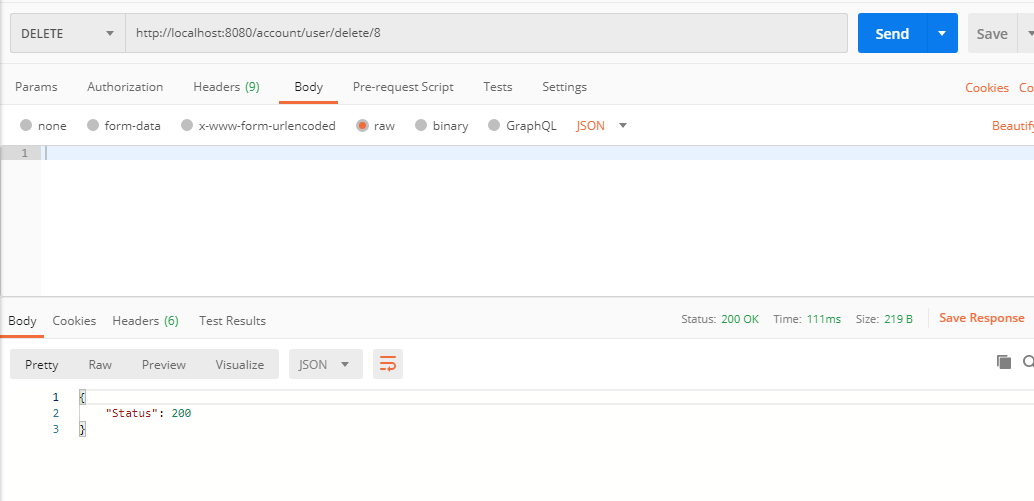 DELETE http://localhost:8080/account/user/delete/8 Send Save
Params Authorization Headers (9) Body Pre-request Script Tests Settings Cookies Co
none form-data x-www-form-urlencoded raw binary GraphQL JSON Beautify
1
Body Cookies Headers (6) Test Results Status: 200 OK Time: 111ms Size: 219 B Save Response
Pretty Raw Preview Visualize JSON
1 {
2 "Status": 200
3 }